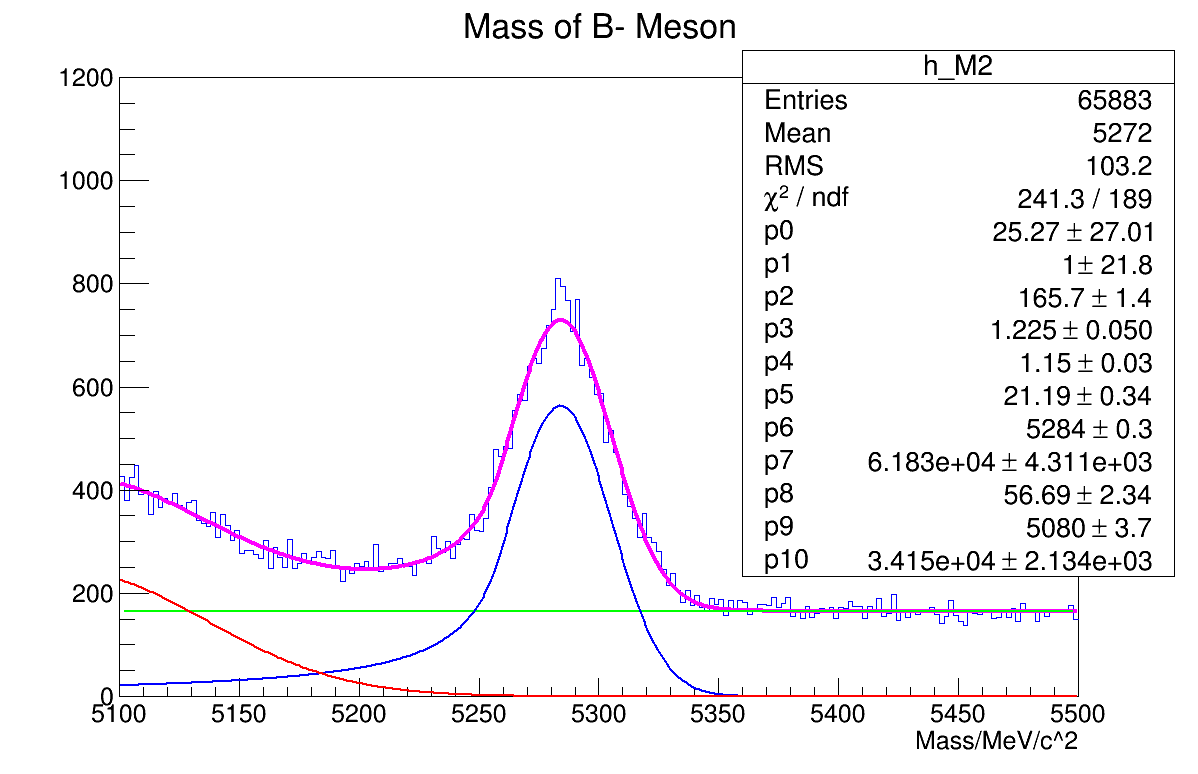 Mass of B- Meson
h_M2
Entries 65883
Mean 5272
RMS 103.2
χ² / ndf 241.3 / 189
p0 25.27 ± 27.01
p1 1± 21.8
p2 165.7 ± 1.4
p3 1.225 ± 0.050
p4 1.15 ± 0.03
p5 21.19 ± 0.34
p6 5284 ± 0.3
p7 6.183e+04 ± 4.311e+03
p8 56.69 ± 2.34
p9 5080 ± 3.7
p10 3.415e+04 ± 2.134e+03
1200
1000
800
600
400
200
0
5100 5150 5200 5250 5300 5350 5400 5450 5500
Mass/MeV/c^2